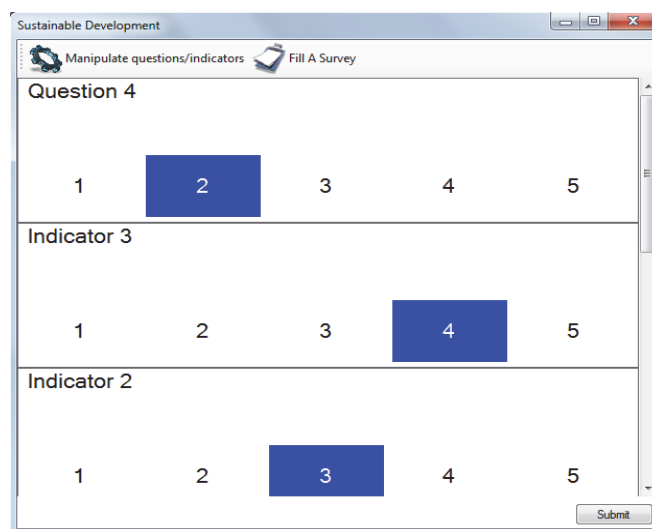 Sustainable Development
Manipulate questions/indicators Fill A Survey
Question 4
1 2 3 4 5
Indicator 3
1 2 3 4 5
Indicator 2
1 2 3 4 5
Submit